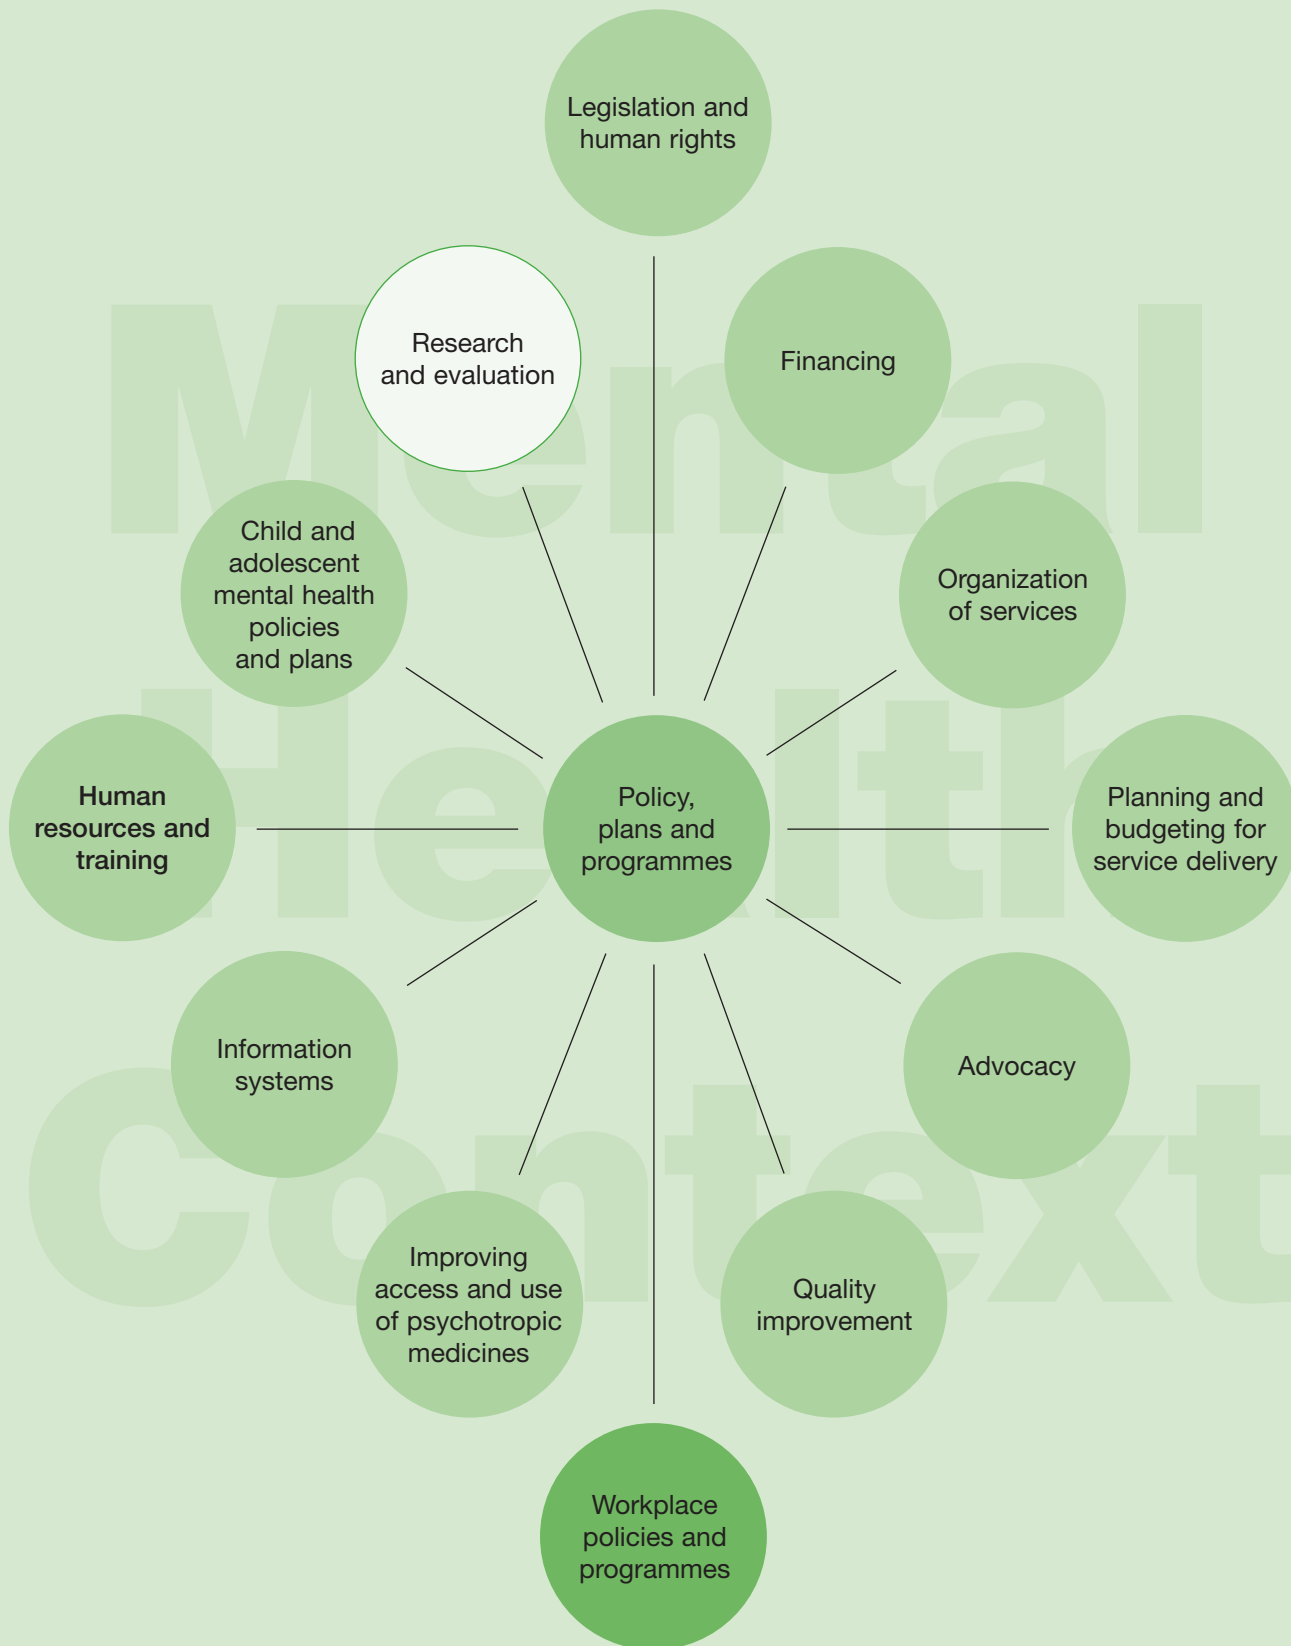 Legislation and
human rights
Research
and evaluation
Financing
Child and
adolescent
mental health
policies
and plans
Organization
of services
Human
resources and
training
Policy,
plans and
programmes
Planning and
budgeting for
service delivery
Information
systems
Advocacy
Improving
access and use
of psychotropic
medicines
Quality
improvement
Workplace
policies and
programmes
Mental
Health
Context